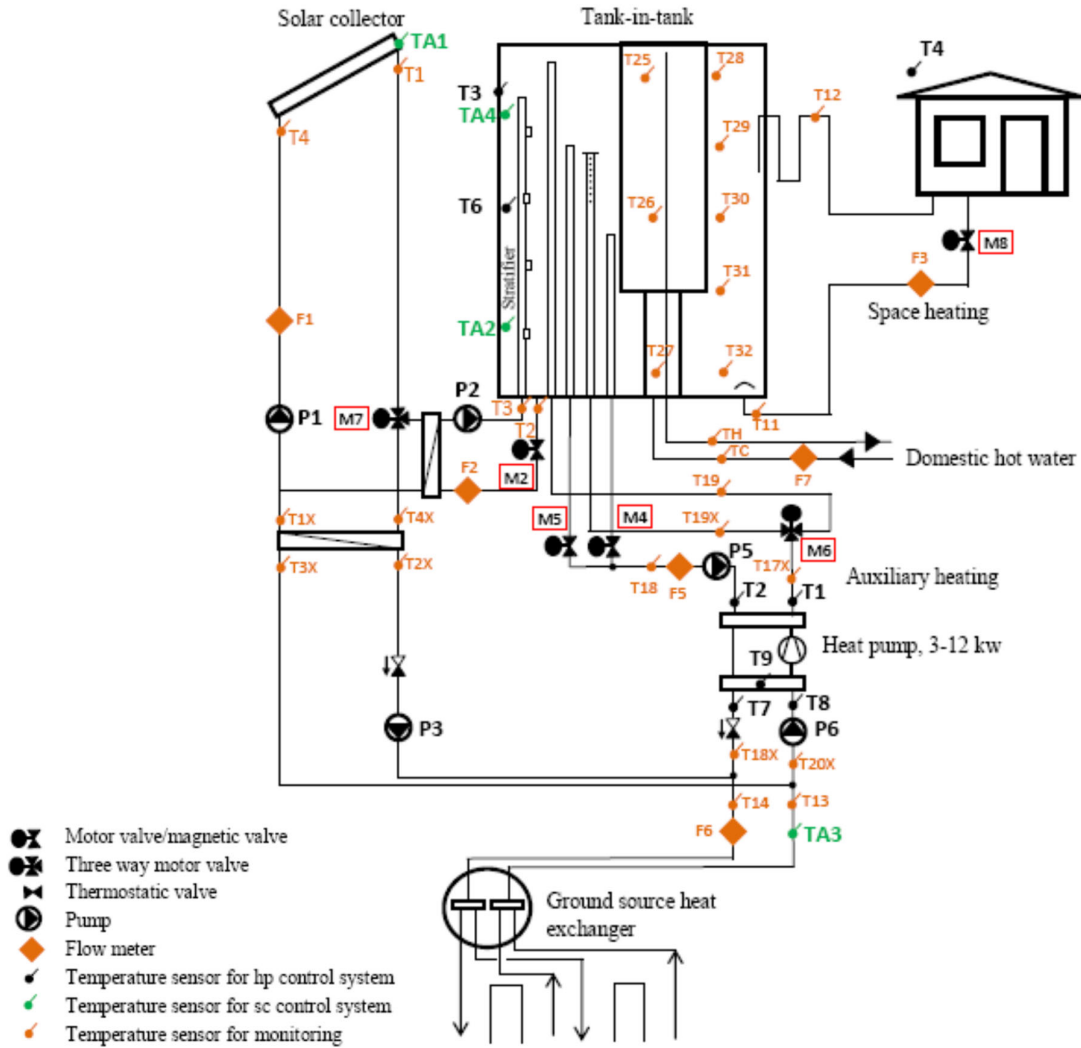 Solar collector
Tank-in-tank
TA1
T1
T4
T3
TA4
T6
Stratifier
TA2
T25
T28
T29
T26
T30
T31
T27
T32
T12
T4
M8
F3
Space heating
F1
P1
M7
P2
T3
T2
M2
F2
T11
TH
TC
F7
Domestic hot water
T19
T19X
M5
M4
M6
T1X
T4X
T3X
T2X
T18
F5
P5
T17X
Auxiliary heating
T2
T1
Heat pump, 3-12 kw
T9
T7
T8
P3
P6
T18X
T20X
T14
T13
F6
TA3
Ground source heat
exchanger
Motor valve/magnetic valve
Three way motor valve
Thermostatic valve
Pump
Flow meter
Temperature sensor for hp control system
Temperature sensor for sc control system
Temperature sensor for monitoring